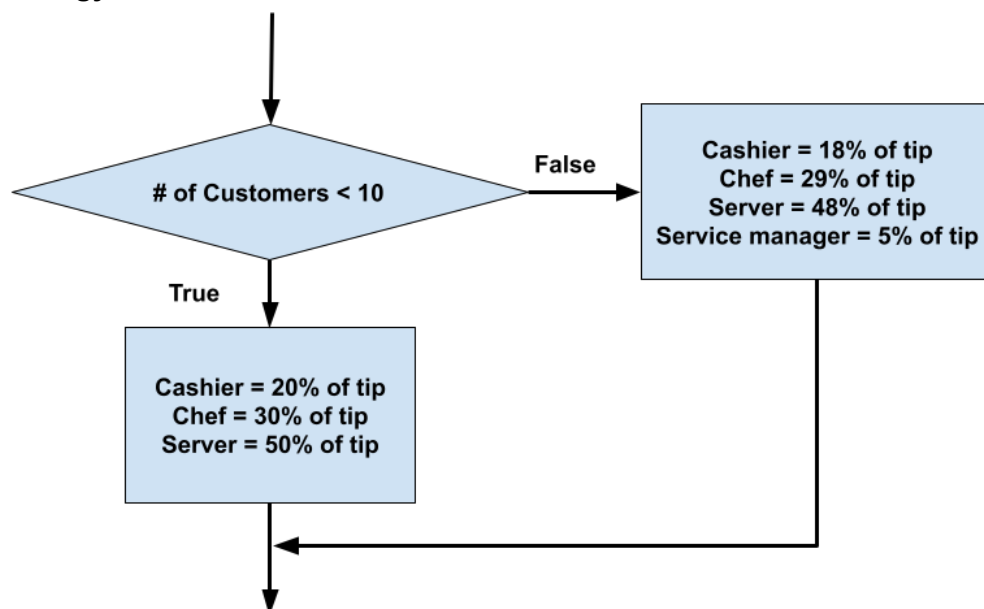 # of Customers < 10
False
Cashier = 18% of tip
Chef = 29% of tip
Server = 48% of tip
Service manager = 5% of tip
True
Cashier = 20% of tip
Chef = 30% of tip
Server = 50% of tip